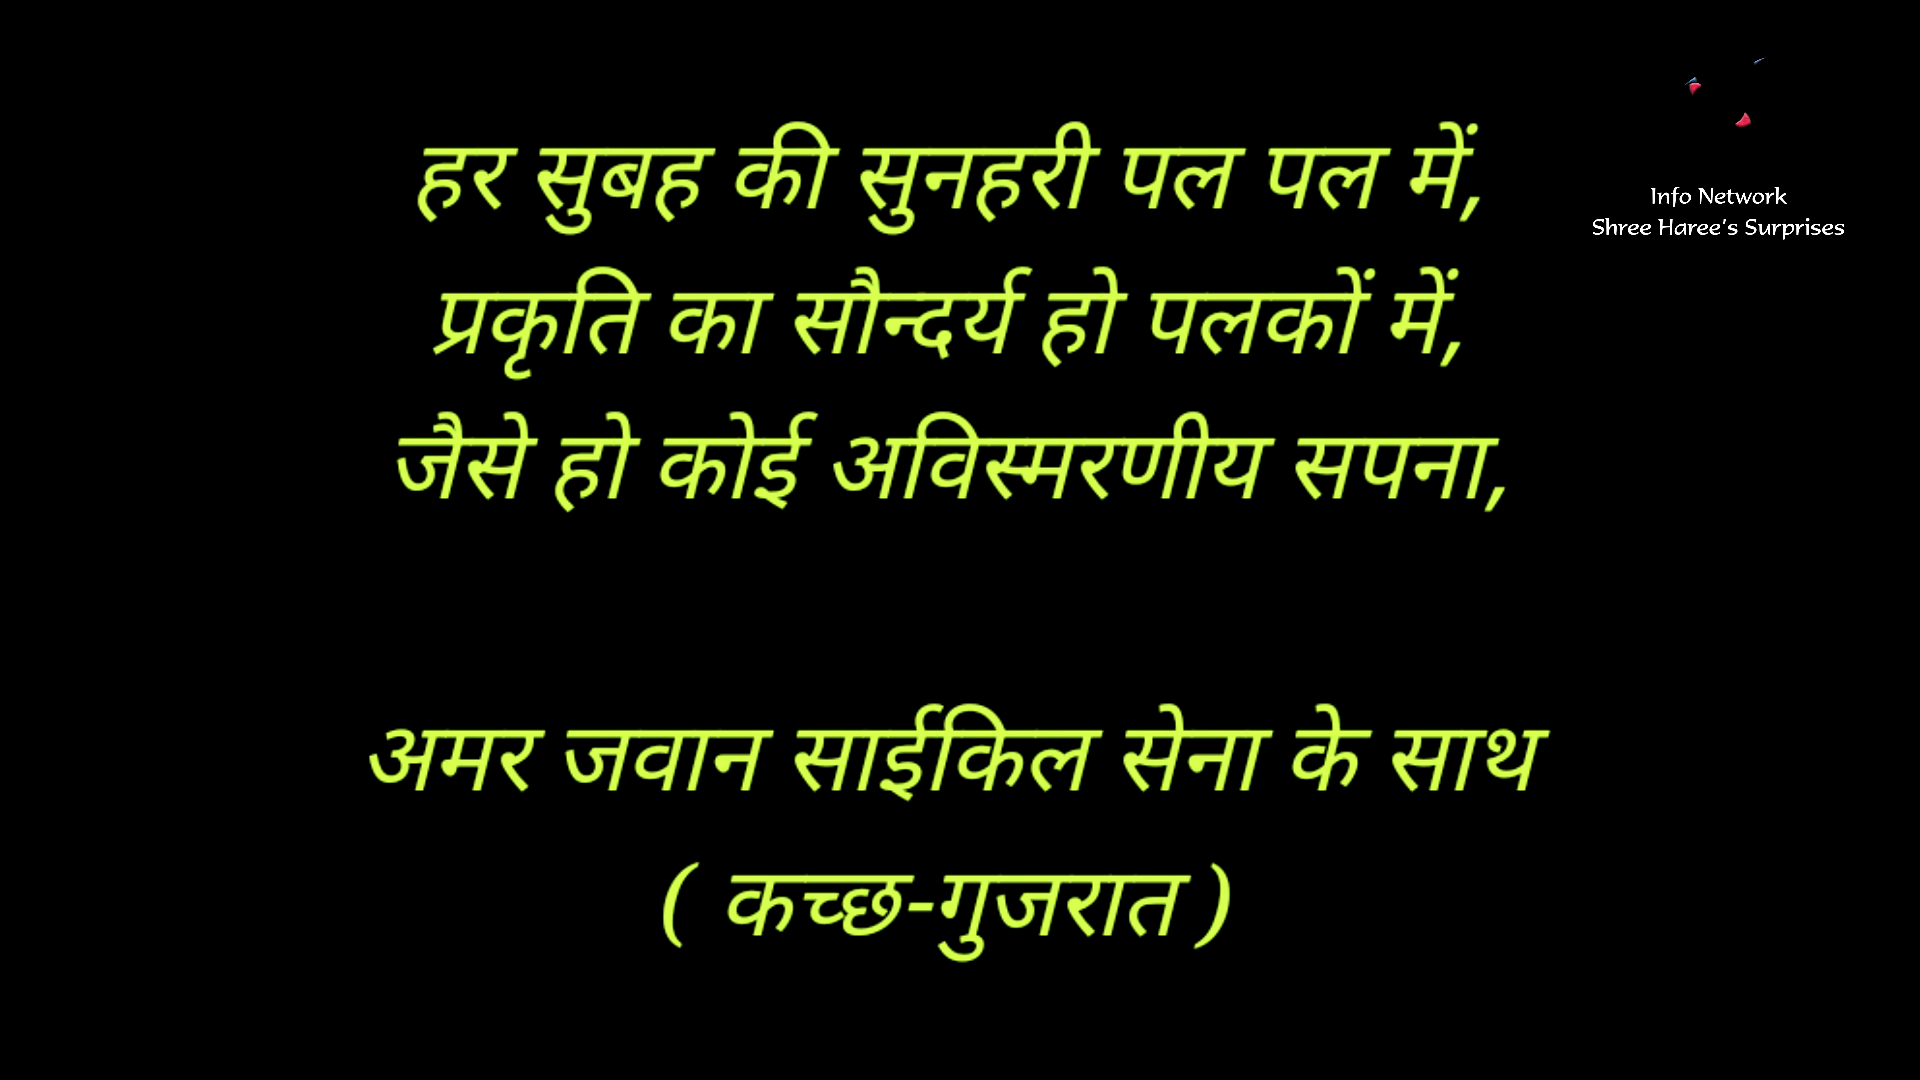 हर सुबह की सुनहरी पल पल में,
प्रकृति का सौन्दर्य हो पलकों में,
जैसे हो कोई अविस्मरणीय सपना,
अमर जवान साईकिल सेना के साथ
( कच्छ-गुजरात )
Info Network
Shree Haree's Surprises